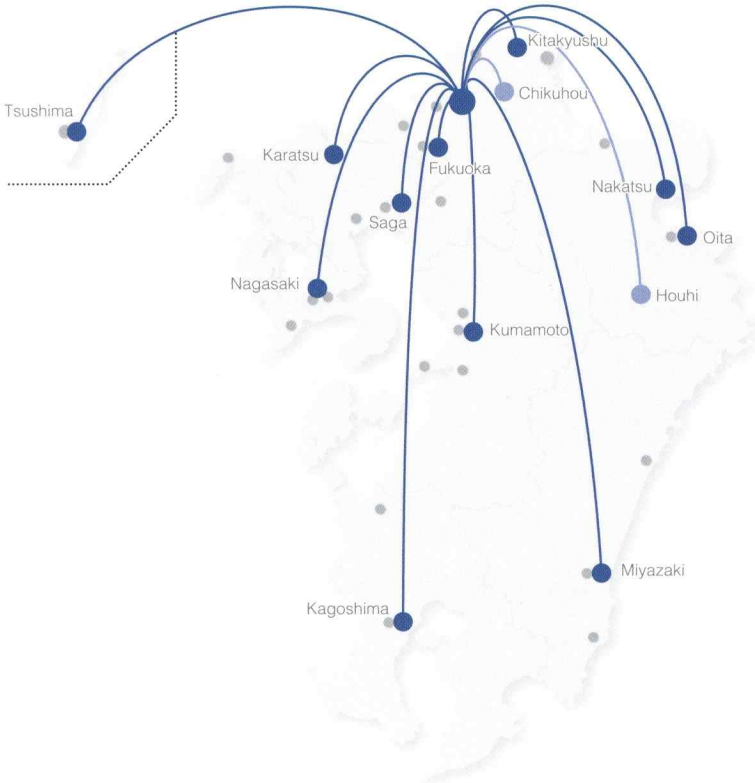 Kitakyushu
Tsushima
Chikuhou
Karatsu
Fukuoka
Nakatsu
Saga
Oita
Nagasaki
Houhi
Kumamoto
Miyazaki
Kagoshima